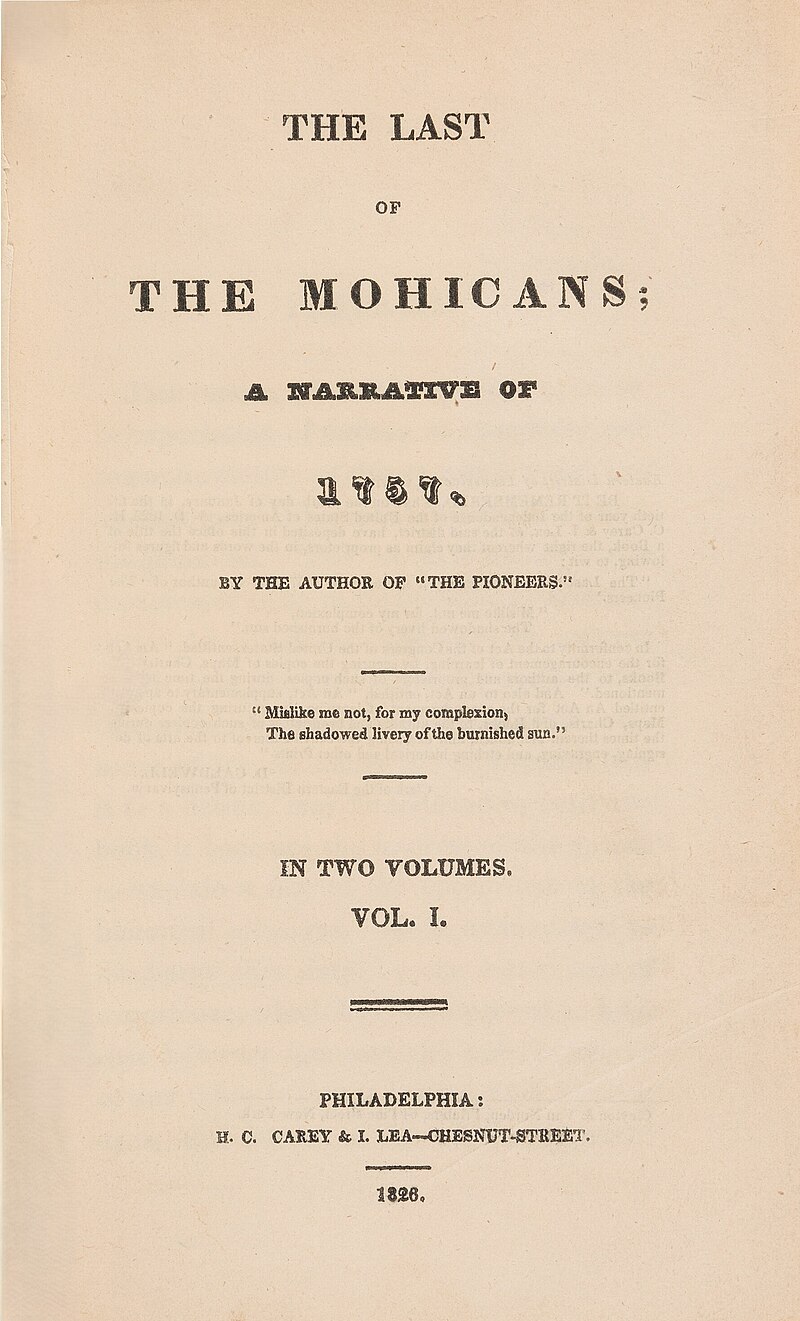 THE LAST
OF
THE MOHICANS;
A NARRATIVE OF
1757.
BY THE AUTHOR OF "THE PIONEERS."
"Mislike me not, for my complexion,
The shadowed livery of the burnished sun."
IN TWO VOLUMES.
VOL. I.
PHILADELPHIA:
H. C. CAREY & I. LEA—CHESNUT-STREET.
1826.